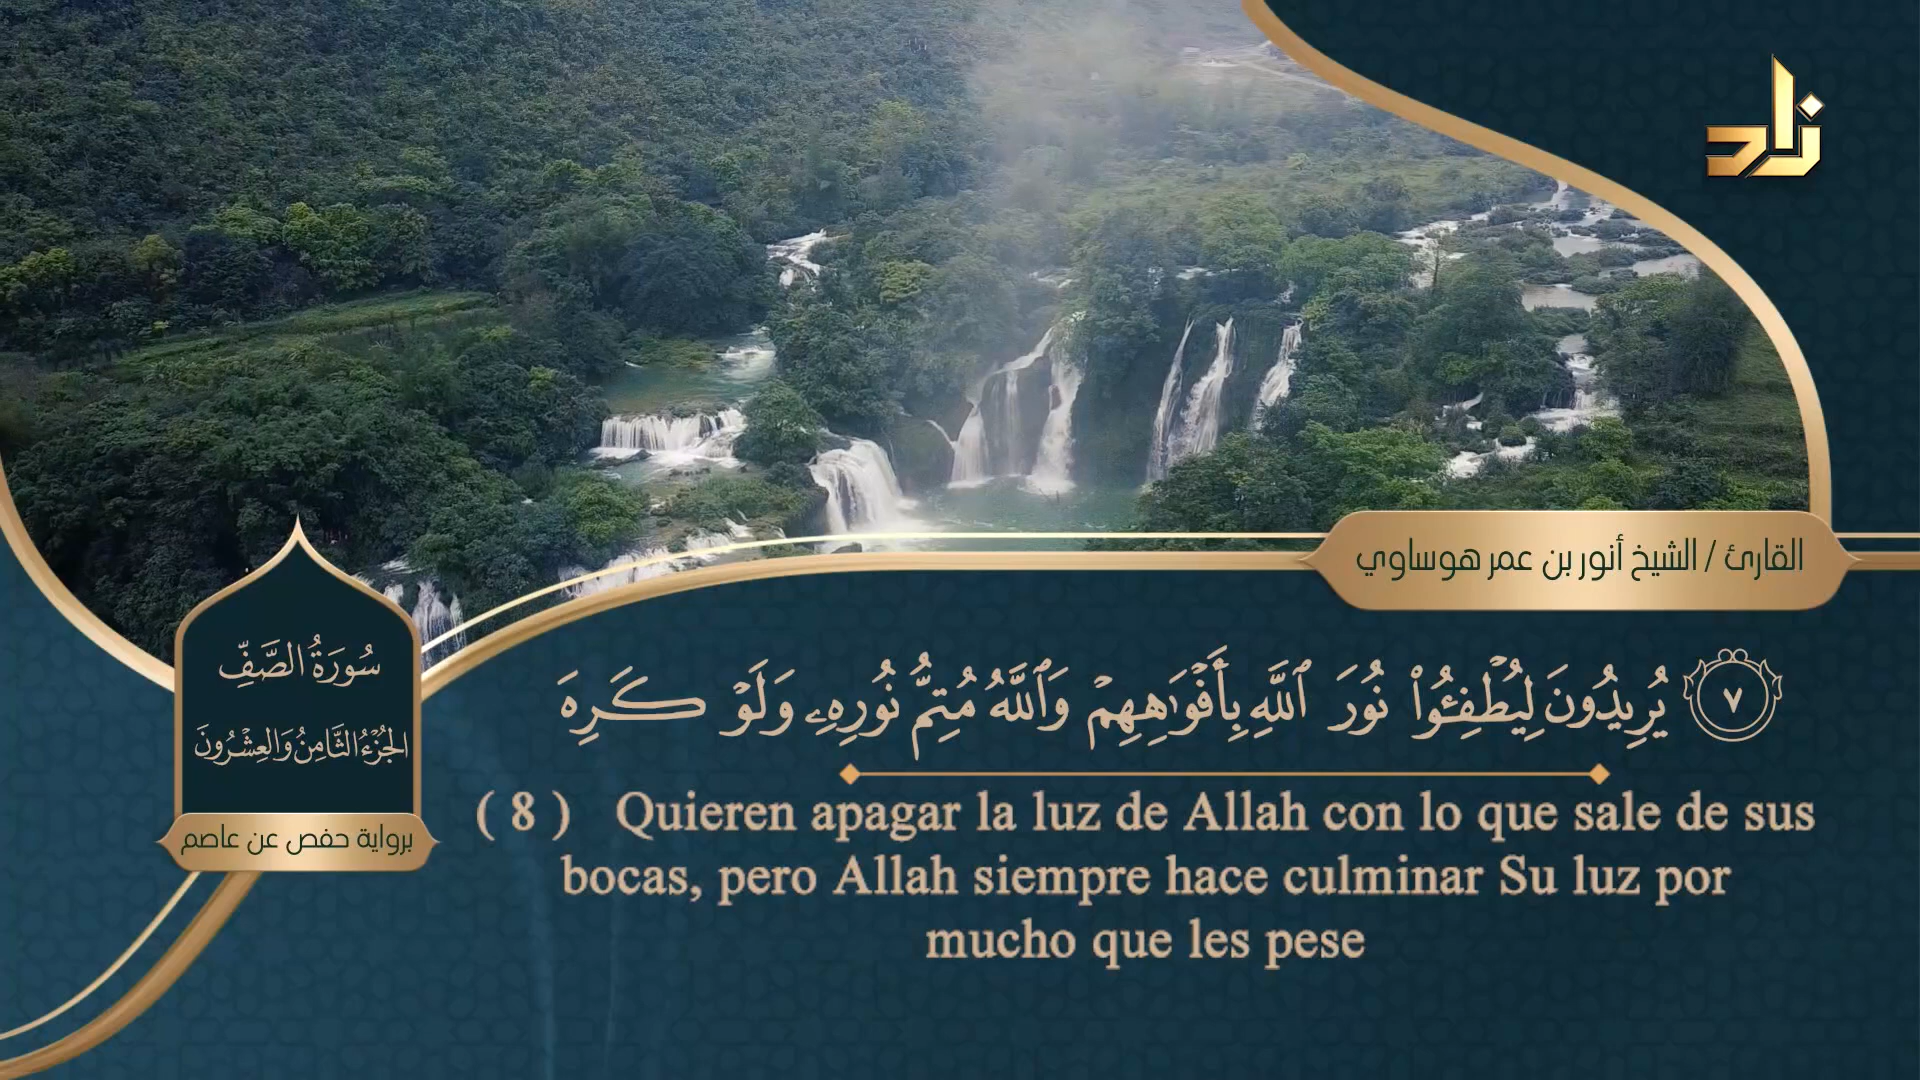 زاد
القارئ / الشيخ أنور بن عمر هوساوي
سُورَةُ الصَّفِّ
الجُزْءُ الثَّامِنُ وَالعِشْرُونَ
برواية حفص عن عاصم
٧ يُرِيدُونَ لِيُطْفِـُٔوا۟ نُورَ ٱللَّهِ بِأَفْوَٰهِهِمْ وَٱللَّهُ مُتِمُّ نُورِهِۦ وَلَوْ كَرِهَ
( 8 ) Quieren apagar la luz de Allah con lo que sale de sus
bocas, pero Allah siempre hace culminar Su luz por
mucho que les pese